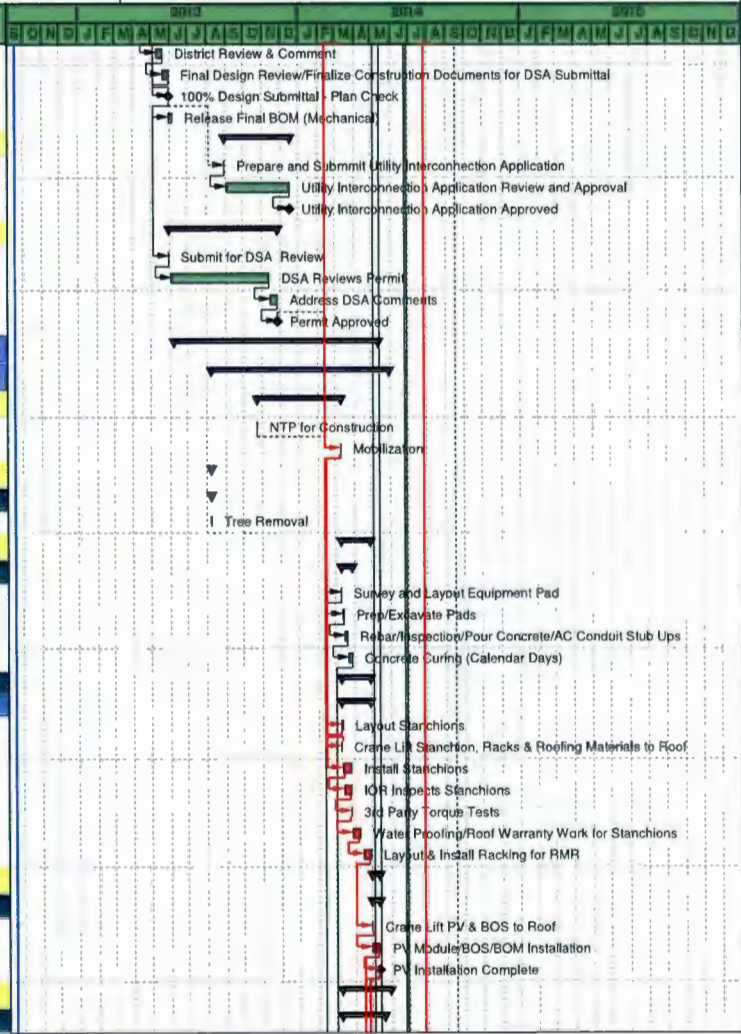 2013 2014 2015
S O N D J F M A M J J A S O N D J F M A M J J A S O N D J F M A M J J A S O N D
District Review & Comment
Final Design Review/Finalize Construction Documents for DSA Submittal
100% Design Submittal - Plan Check
Release Final BOM (Mechanical)
Prepare and Submmit Utility Interconnection Application
Utility Interconnection Application Review and Approval
Utility Interconnection Application Approved
Submit for DSA Review
DSA Reviews Permit
Address DSA Comments
Permit Approved
NTP for Construction
Mobilization
Tree Removal
Survey and Layout Equipment Pad
Prep/Excavate Pads
Rebar/Inspection/Pour Concrete/AC Conduit Stub Ups
Concrete Curing (Calendar Days)
Layout Stanchions
Crane Lift Stanchion, Racks & Roofing Materials to Roof
Install Stanchions
IOR Inspects Stanchions
3rd Party Torque Tests
Water Proofing/Roof Warranty Work for Stanchions
Layout & Install Racking for RMR
Crane Lift PV & BOS to Roof
PV Module/BOS/BOM Installation
PV Installation Complete